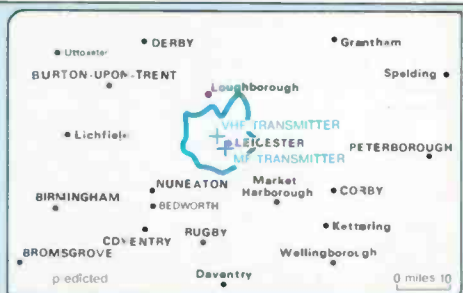 DERBY
Grantham
Uttoxeter
BURTON-UPON-TRENT
Spalding
Loughborough
VHF TRANSMITTER
Lichfield
LEICESTER
MF TRANSMITTER
PETERBOROUGH
NUNEATON
Market
Harborough
CORBY
BIRMINGHAM
BEDWORTH
Kettering
COVENTRY
RUGBY
BROMSGROVE
Wellingborough
predicted
Daventry
0 miles 10